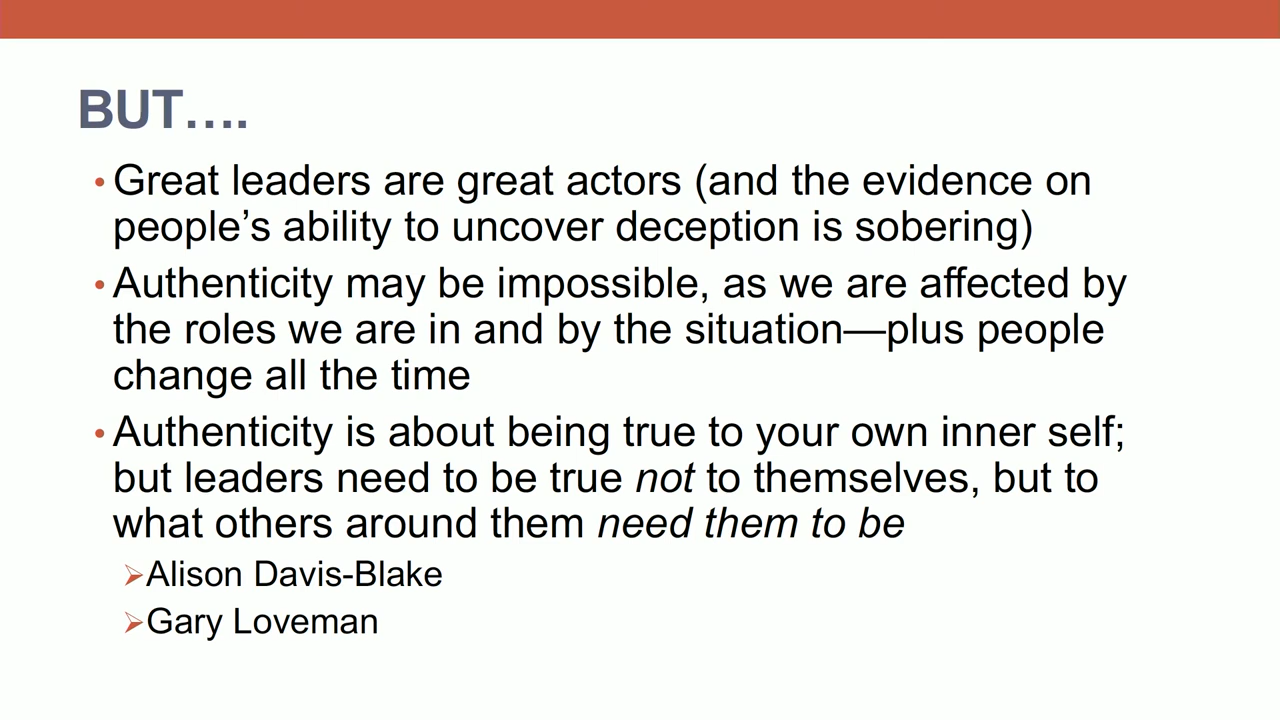 BUT….
• Great leaders are great actors (and the evidence on
people’s ability to uncover deception is sobering)
• Authenticity may be impossible, as we are affected by
the roles we are in and by the situation—plus people
change all the time
• Authenticity is about being true to your own inner self;
but leaders need to be true not to themselves, but to
what others around them need them to be
➢Alison Davis-Blake
➢Gary Loveman